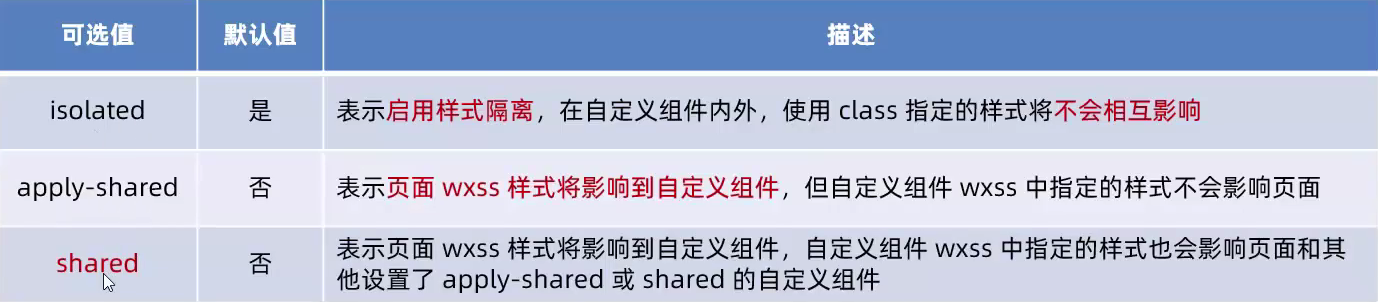 可选值 默认值 描述
isolated 是 表示启用样式隔离，在自定义组件内外，使用 class 指定的样式将不会相互影响
apply-shared 否 表示页面 wxss 样式将影响到自定义组件，但自定义组件 wxss 中指定的样式不会影响页面
shared 否 表示页面 wxss 样式将影响到自定义组件，自定义组件 wxss 中指定的样式也会影响页面和其
他设置了 apply-shared 或 shared 的自定义组件